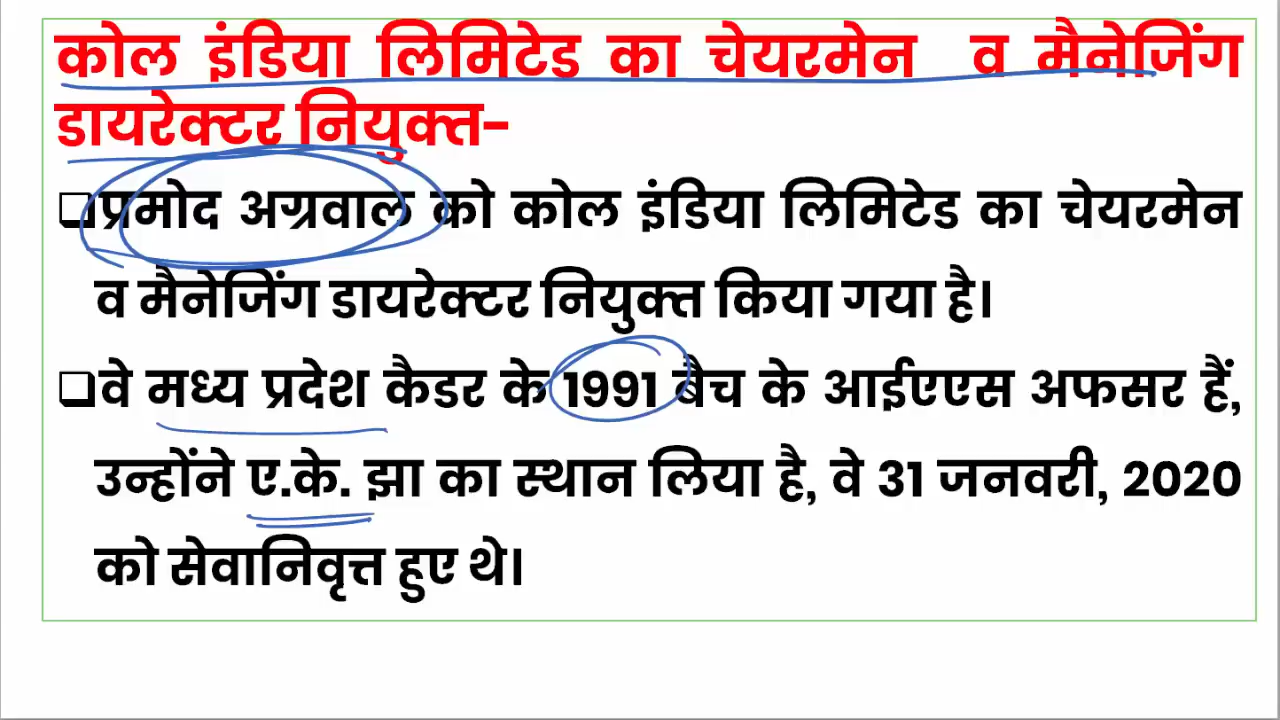 कोल इंडिया लिमिटेड का चेयरमेन व मैनेजिंग
डायरेक्टर नियुक्त-
❑प्रमोद अग्रवाल को कोल इंडिया लिमिटेड का चेयरमेन
व मैनेजिंग डायरेक्टर नियुक्त किया गया है।
❑वे मध्य प्रदेश कैडर के 1991 बैच के आईएएस अफसर हैं,
उन्होंने ए.के. झा का स्थान लिया है, वे 31 जनवरी, 2020
को सेवानिवृत्त हुए थे।